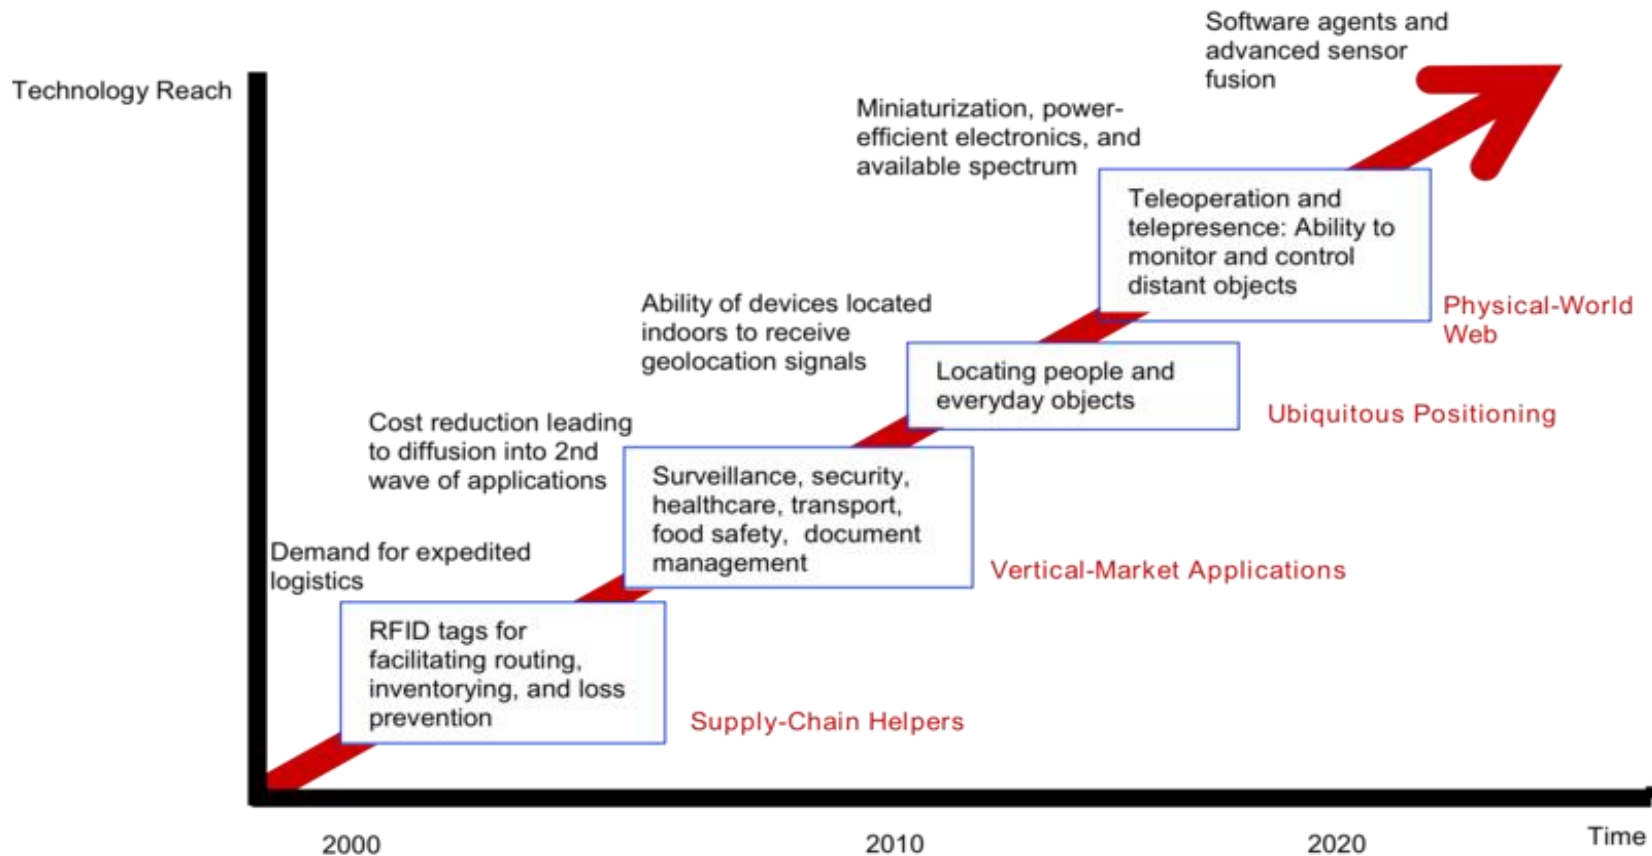 Software agents and
advanced sensor
fusion
Technology Reach
Miniaturization, power-
efficient electronics, and
available spectrum
Teleoperation and
telepresence: Ability to
monitor and control
distant objects
Physical-World
Web
Ability of devices located
indoors to receive
geolocation signals
Locating people and
everyday objects
Ubiquitous Positioning
Cost reduction leading
to diffusion into 2nd
wave of applications
Surveillance, security,
healthcare, transport,
food safety,  document
management
Vertical-Market Applications
Demand for expedited
logistics
RFID tags for
facilitating routing,
inventorying, and loss
prevention
Supply-Chain Helpers
2000
2010
2020
Time